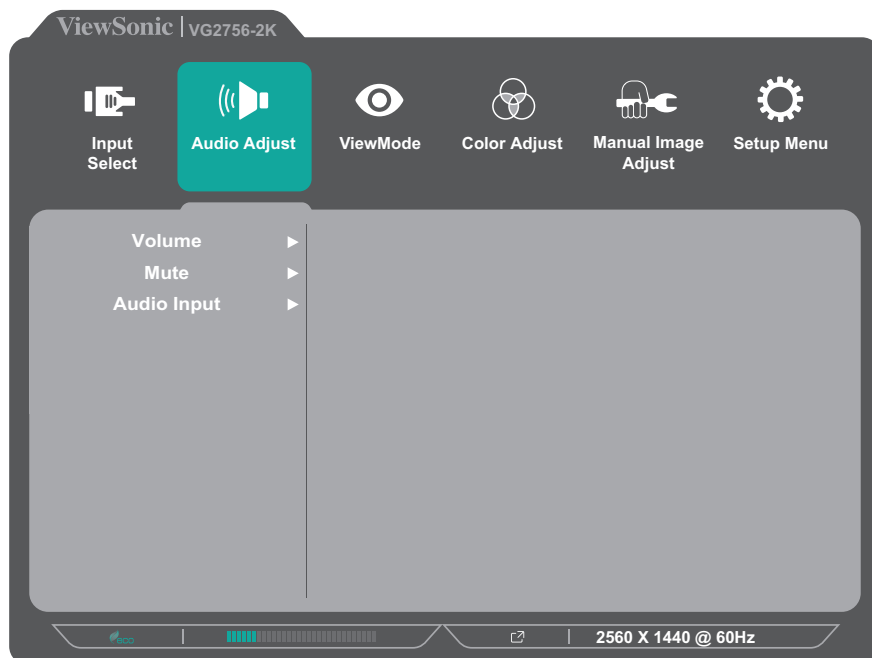 ViewSonic | VG2756-2K
Input Select
Audio Adjust
ViewMode
Color Adjust
Manual Image Adjust
Setup Menu
Volume
Mute
Audio Input
eco
2560 X 1440 @ 60Hz